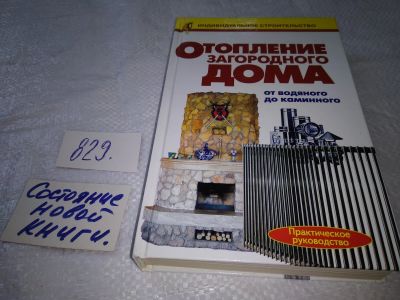 ИНДИВИДУАЛЬНОЕ СТРОИТЕЛЬСТВО
ОТОПЛЕНИЕ
ЗАГОРОДНОГО
ДОМА
от водяного
до каминного
Практическое
руководство
829.
Состояние
новой
книги.